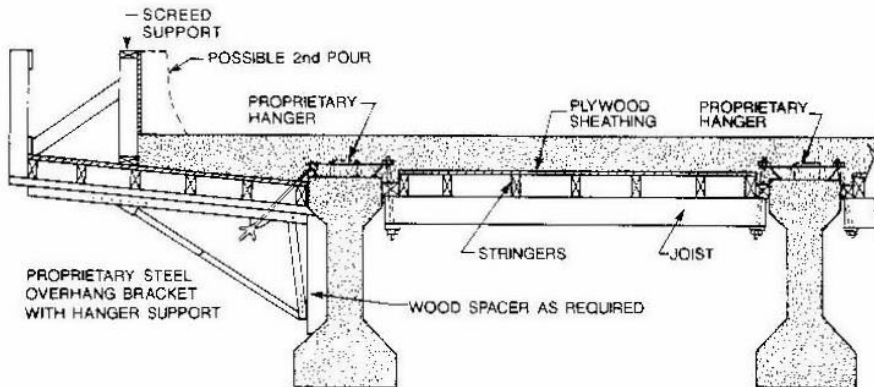 SCREED
SUPPORT
POSSIBLE 2nd POUR
PROPRIETARY
HANGER
PLYWOOD
SHEATHING
PROPRIETARY
HANGER
STRINGERS
JOIST
PROPRIETARY STEEL
OVERHANG BRACKET
WITH HANGER SUPPORT
WOOD SPACER AS REQUIRED